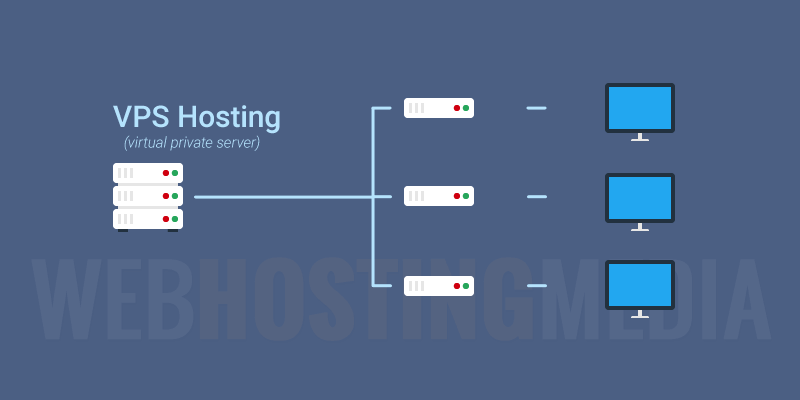 VPS Hosting
(virtual private server)
WEBHOSTINGMEDIA